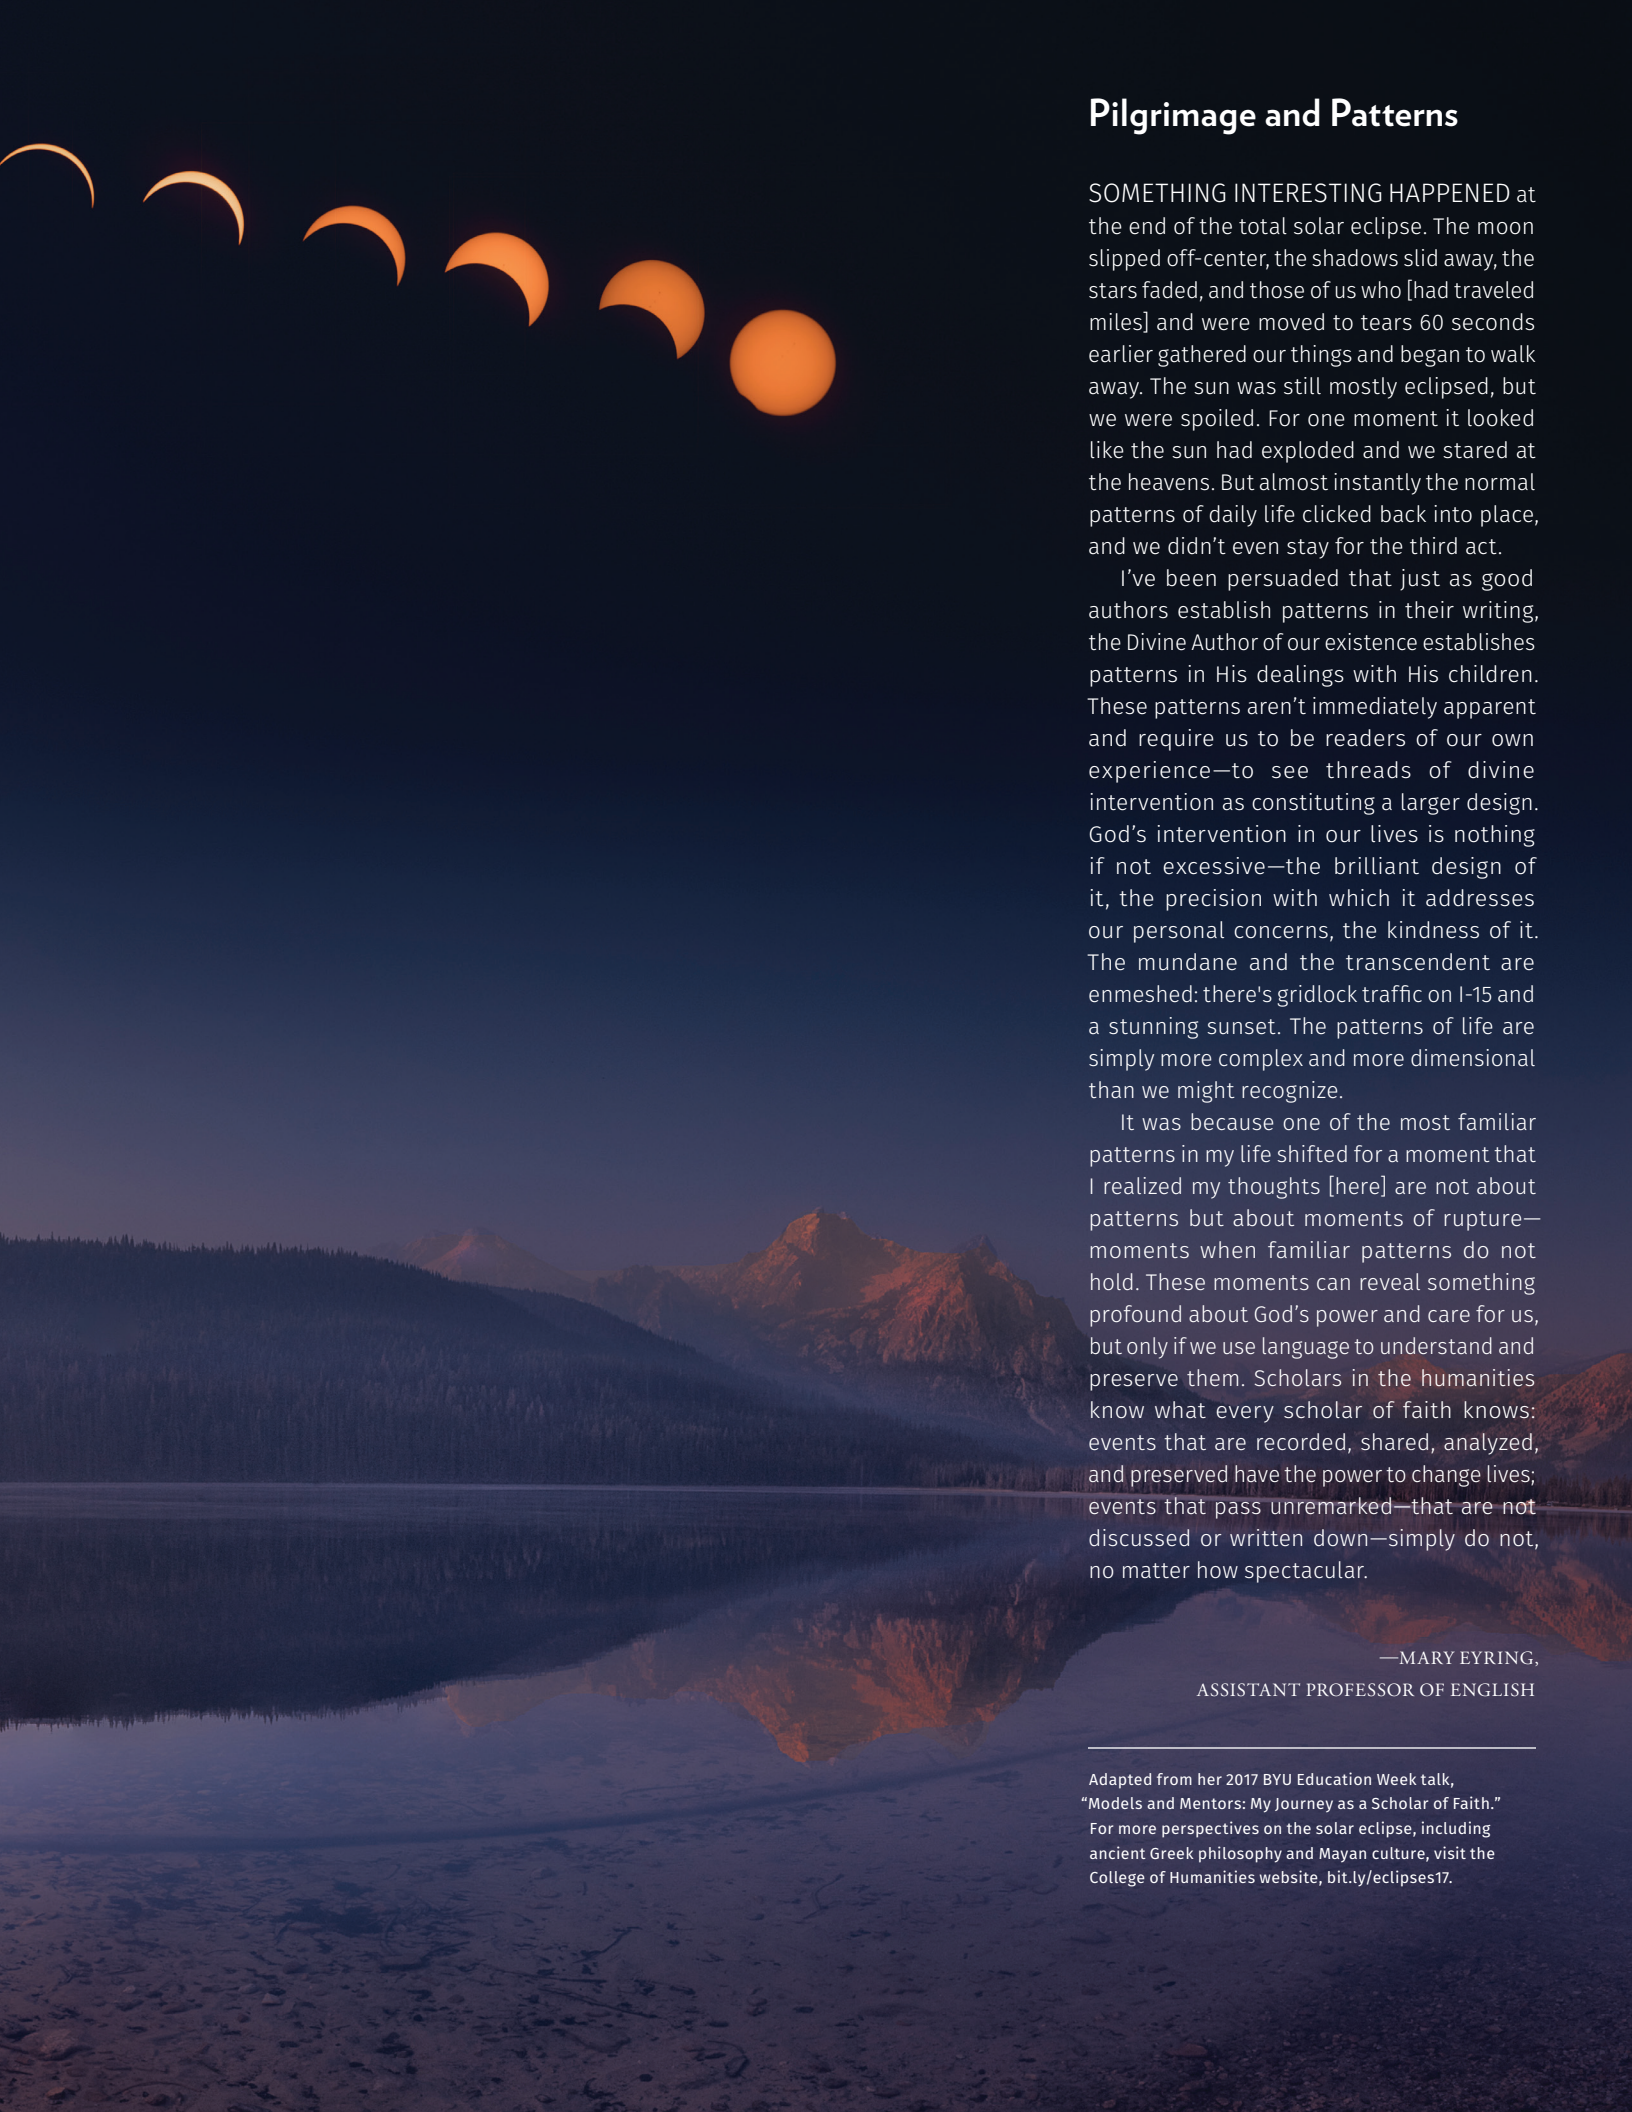 Pilgrimage and Patterns
SOMETHING INTERESTING HAPPENED at
the end of the total solar eclipse. The moon
slipped off-center, the shadows slid away, the
stars faded, and those of us who [had traveled
miles] and were moved to tears 60 seconds
earlier gathered our things and began to walk
away. The sun was still mostly eclipsed, but
we were spoiled. For one moment it looked
like the sun had exploded and we stared at
the heavens. But almost instantly the normal
patterns of daily life clicked back into place,
and we didn’t even stay for the third act.
I’ve been persuaded that just as good
authors establish patterns in their writing,
the Divine Author of our existence establishes
patterns in His dealings with His children.
These patterns aren’t immediately apparent
and require us to be readers of our own
experience—to see threads of divine
intervention as constituting a larger design.
God’s intervention in our lives is nothing
if not excessive—the brilliant design of
it, the precision with which it addresses
our personal concerns, the kindness of it.
The mundane and the transcendent are
enmeshed: there's gridlock traffic on I-15 and
a stunning sunset. The patterns of life are
simply more complex and more dimensional
than we might recognize.
It was because one of the most familiar
patterns in my life shifted for a moment that
I realized my thoughts [here] are not about
patterns but about moments of rupture—
moments when familiar patterns do not
hold. These moments can reveal something
profound about God’s power and care for us,
but only if we use language to understand and
preserve them. Scholars in the humanities
know what every scholar of faith knows:
events that are recorded, shared, analyzed,
and preserved have the power to change lives;
events that pass unremarked—that are not
discussed or written down—simply do not,
no matter how spectacular.
—MARY EYRING,
ASSISTANT PROFESSOR OF ENGLISH
Adapted from her 2017 BYU Education Week talk,
“Models and Mentors: My Journey as a Scholar of Faith.”
For more perspectives on the solar eclipse, including
ancient Greek philosophy and Mayan culture, visit the
College of Humanities website, bit.ly/eclipses17.